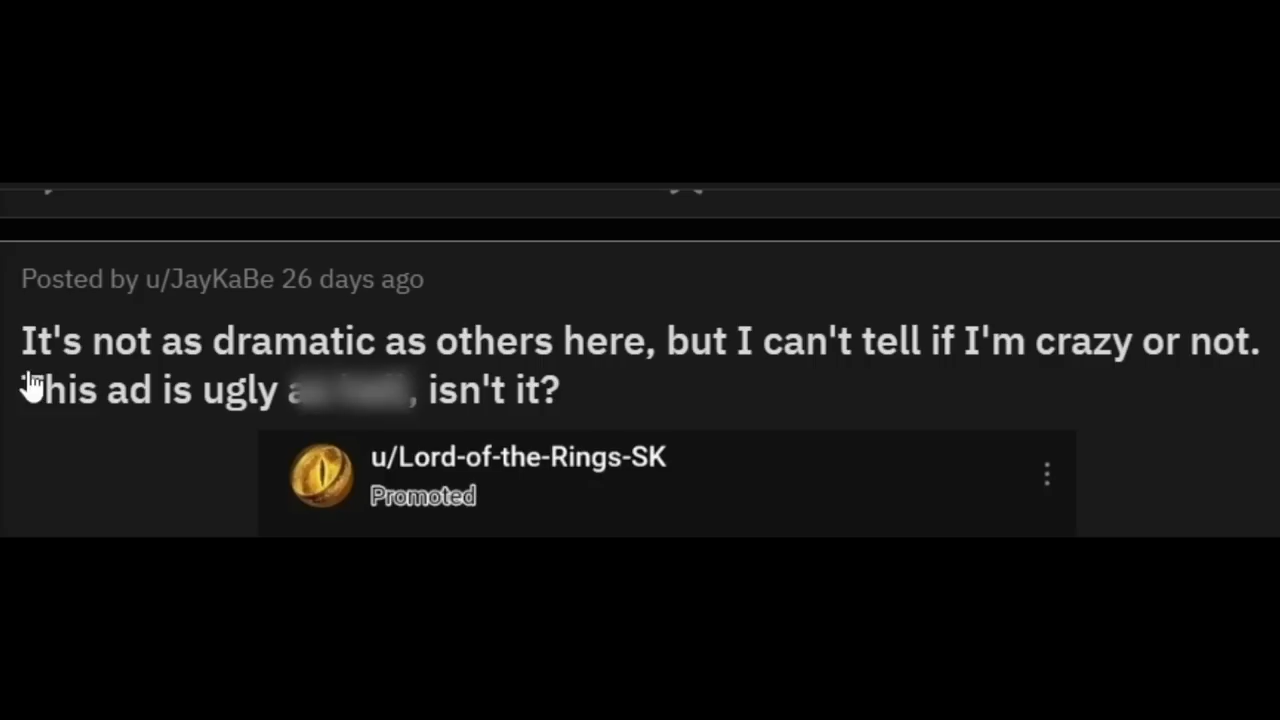 Posted by u/JayKaBe 26 days ago
It's not as dramatic as others here, but I can't tell if I'm crazy or not.
This ad is ugly , isn't it?
u/Lord-of-the-Rings-SK
Promoted